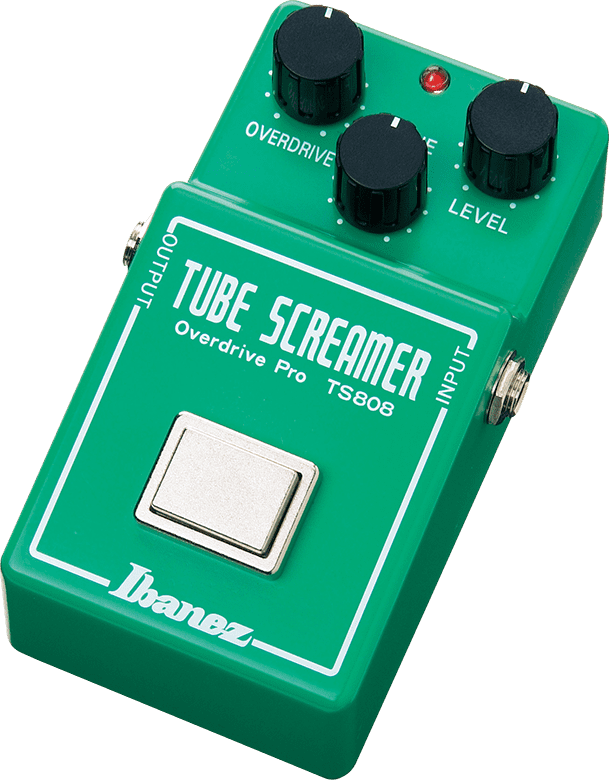 OVERDRIVE
LEVEL
OUTPUT
INPUT
TUBE SCREAMER
Overdrive Pro TS808
Ibanez